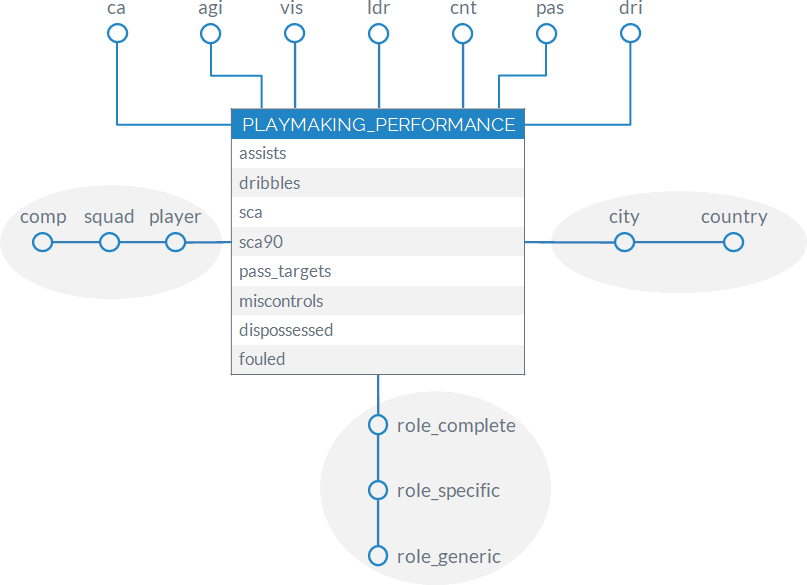 ca agi vis ldr cnt pas dri
PLAYMAKING_PERFORMANCE
assists
dribbles
sca
comp squad player
sca90
city country
pass_targets
miscontrols
dispossessed
fouled
role_complete
role_specific
role_generic